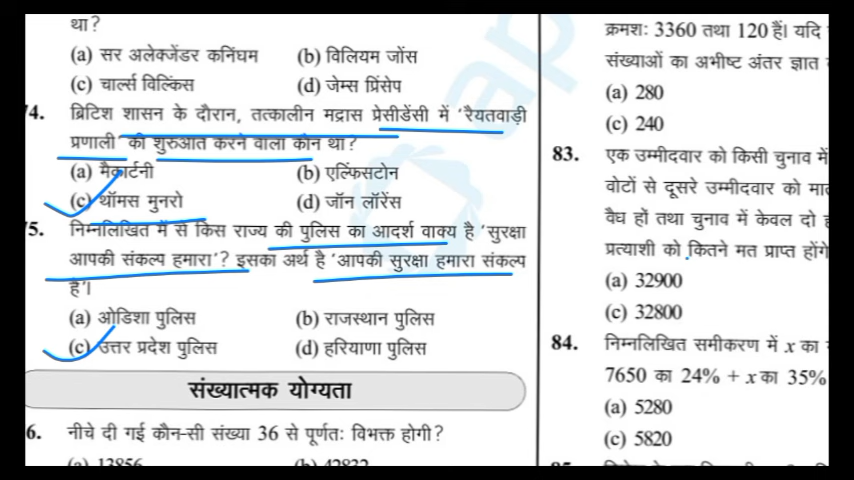 था?
(a) सर अलेक्जेंडर कनिंघम (b) विलियम जोंस
(c) चार्ल्स विल्किंस (d) जेम्स प्रिंसेप
4. ब्रिटिश शासन के दौरान, तत्कालीन मद्रास प्रेसीडेंसी में 'रैयतवाड़ी
प्रणाली' की शुरुआत करने वाला कौन था?
(a) मैकार्टनी (b) एल्फिसटोन
(c) थॉमस मुनरो (d) जॉन लॉरेंस
5. निम्नलिखित में से किस राज्य की पुलिस का आदर्श वाक्य है 'सुरक्षा
आपकी संकल्प हमारा'? इसका अर्थ है 'आपकी सुरक्षा हमारा संकल्प
है'।
(a) ओडिशा पुलिस (b) राजस्थान पुलिस
(c) उत्तर प्रदेश पुलिस (d) हरियाणा पुलिस
संख्यात्मक योग्यता
6. नीचे दी गई कौन-सी संख्या 36 से पूर्णतः विभक्त होगी?
(a) 13856 (b) 42832
क्रमशः 3360 तथा 120 हैं। यदि
संख्याओं का अभीष्ट अंतर ज्ञात
(a) 280
(c) 240
83. एक उम्मीदवार को किसी चुनाव में
वोटों से दूसरे उम्मीदवार को
वैध हों तथा चुनाव में केवल दो
प्रत्याशी को कितने मत प्राप्त होंगे
(a) 32900
(c) 32800
84. निम्नलिखित समीकरण में x का
7650 का 24% + x का 35%
(a) 5280
(c) 5820